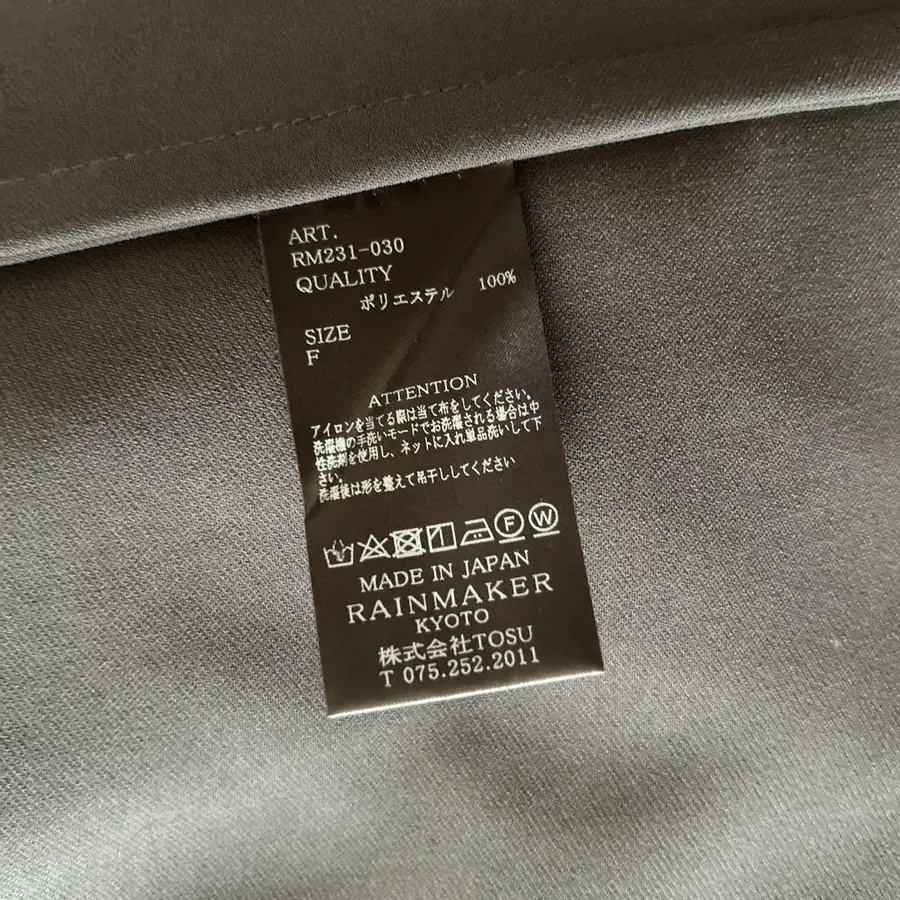 ART.
RM231-030
QUALITY
ポリエステル 100%
SIZE
F
ATTENTION
アイロンを当てる際は当て布をしてください。
洗濯機の手洗いモードでお洗濯される場合は中
性洗剤を使用し、ネットに入れ単品洗いして下
さい。
洗濯後は形を整えて吊干ししてください
F W
MADE IN JAPAN
RAINMAKER
KYOTO
株式会社TOSU
T 075.252.2011